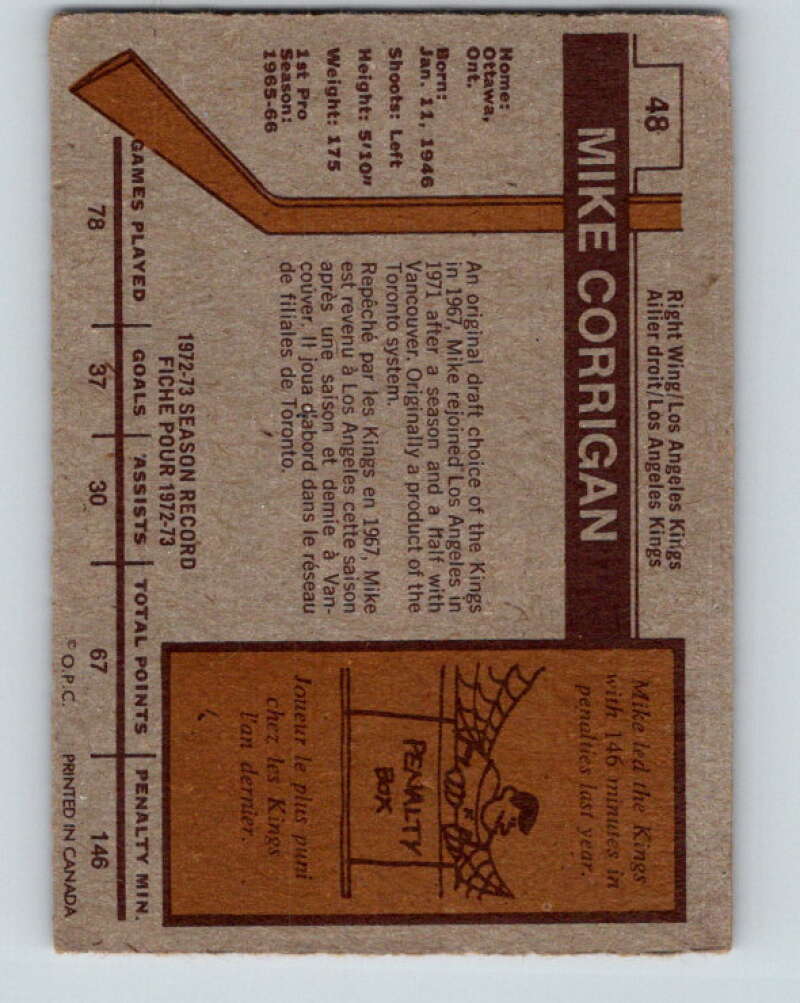 48
Right Wing/Los Angeles Kings
Ailier droit/Los Angeles Kings
MIKE CORRIGAN
Home:
Ottawa,
Ont.
Born:
Jan. 11, 1946
Shoots: Left
Height: 5'10"
Weight: 175
1st Pro
Season:
1965-66
An original draft choice of the Kings
in 1967, Mike rejoined Los Angeles in
1971 after a season and a half with
Vancouver. Originally a product of the
Toronto system.
Repêché par les Kings en 1967, Mike
est revenu à Los Angeles cette saison
après une saison et demie à Van-
couver. Il joua d'abord dans le réseau
de filiales de Toronto.
Mike led the Kings
with 146 minutes in
penalties last year.
PENALTY
BOX
Joueur le plus puni
chez les Kings
l'an dernier.
1972-73 SEASON RECORD
FICHE POUR 1972-73
GAMES PLAYED GOALS ASSISTS TOTAL POINTS PENALTY MIN.
78 37 30 67 146
© O.P.C. PRINTED IN CANADA